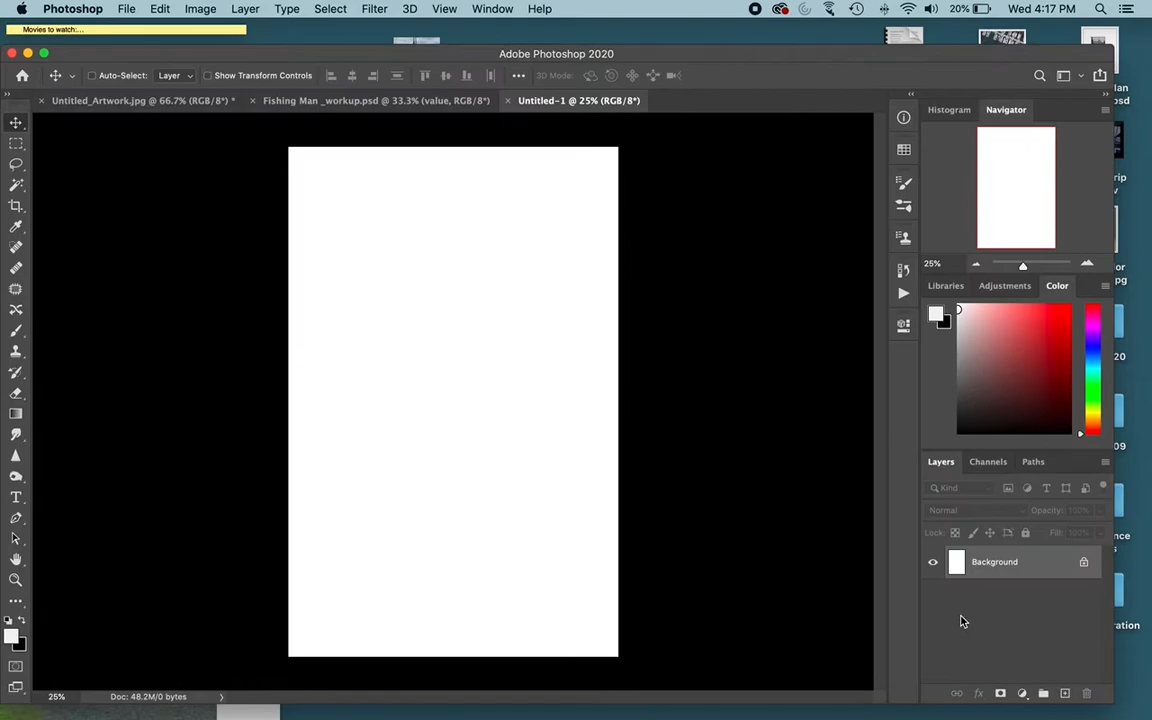 Photoshop File Edit Image Layer Type Select Filter 3D View Window Help 20% Wed 4:17 PM
Movies to watch:...
Adobe Photoshop 2020
Auto-Select: Layer Show Transform Controls 3D Mode:
Untitled_Artwork.jpg @ 66.7% (RGB/8*) * Fishing Man _workup.psd @ 33.3% (value, RGB/8*) Untitled-1 @ 25% (RGB/8*)
Histogram Navigator
25%
Libraries Adjustments Color
Layers Channels Paths
Kind
Normal Opacity: 100%
Lock: Fill: 100%
Background
25% Doc: 48.2M/0 bytes